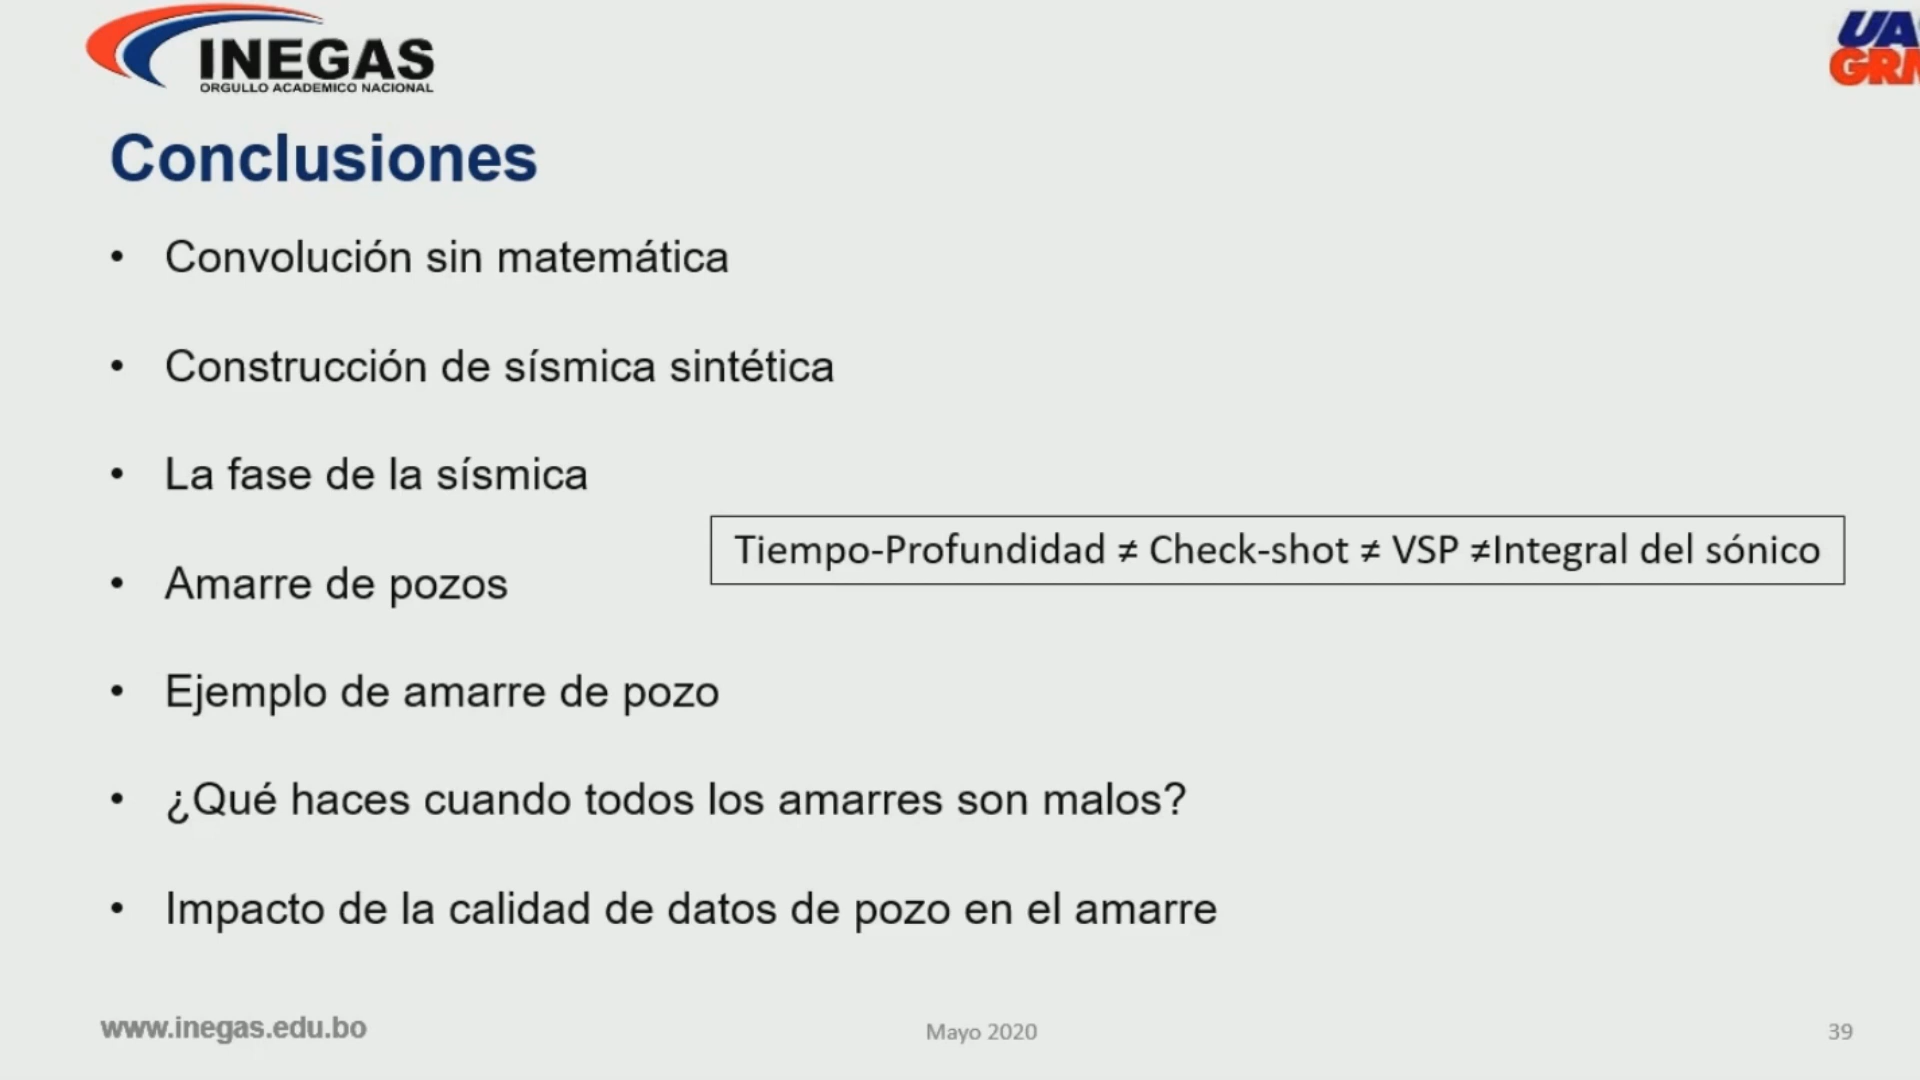 INEGAS
ORGULLO ACADEMICO NACIONAL
UA
GR
Conclusiones
• Convolución sin matemática
• Construcción de sísmica sintética
• La fase de la sísmica
Tiempo-Profundidad ≠ Check-shot ≠ VSP ≠Integral del sónico
• Amarre de pozos
• Ejemplo de amarre de pozo
• ¿Qué haces cuando todos los amarres son malos?
• Impacto de la calidad de datos de pozo en el amarre
www.inegas.edu.bo
Mayo 2020
39